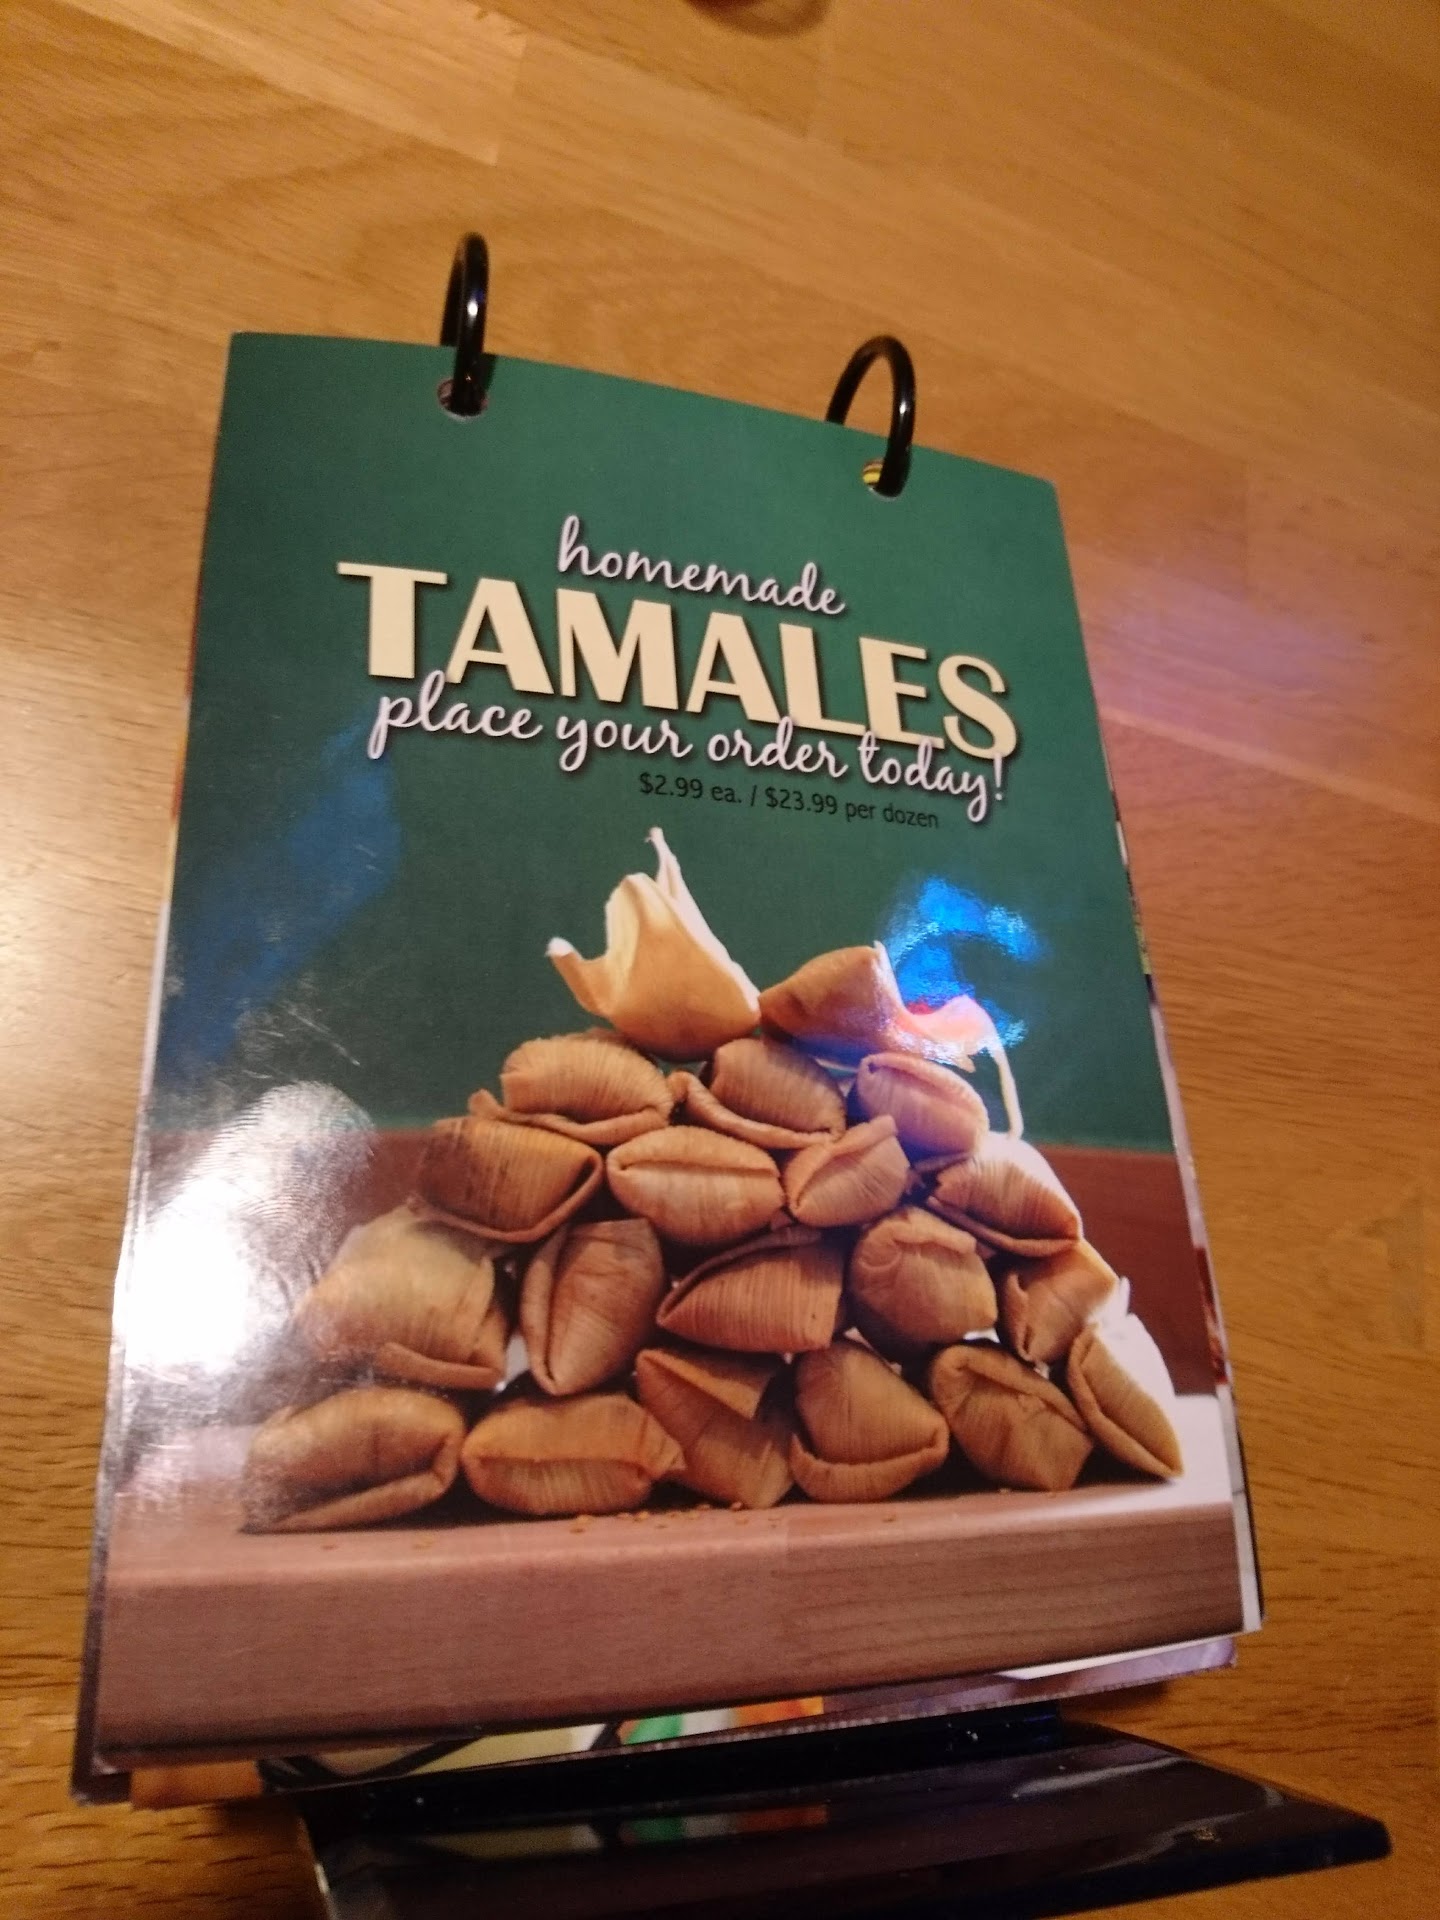 homemade
TAMALES
place your order today!
$2.99 ea. / $23.99 per dozen